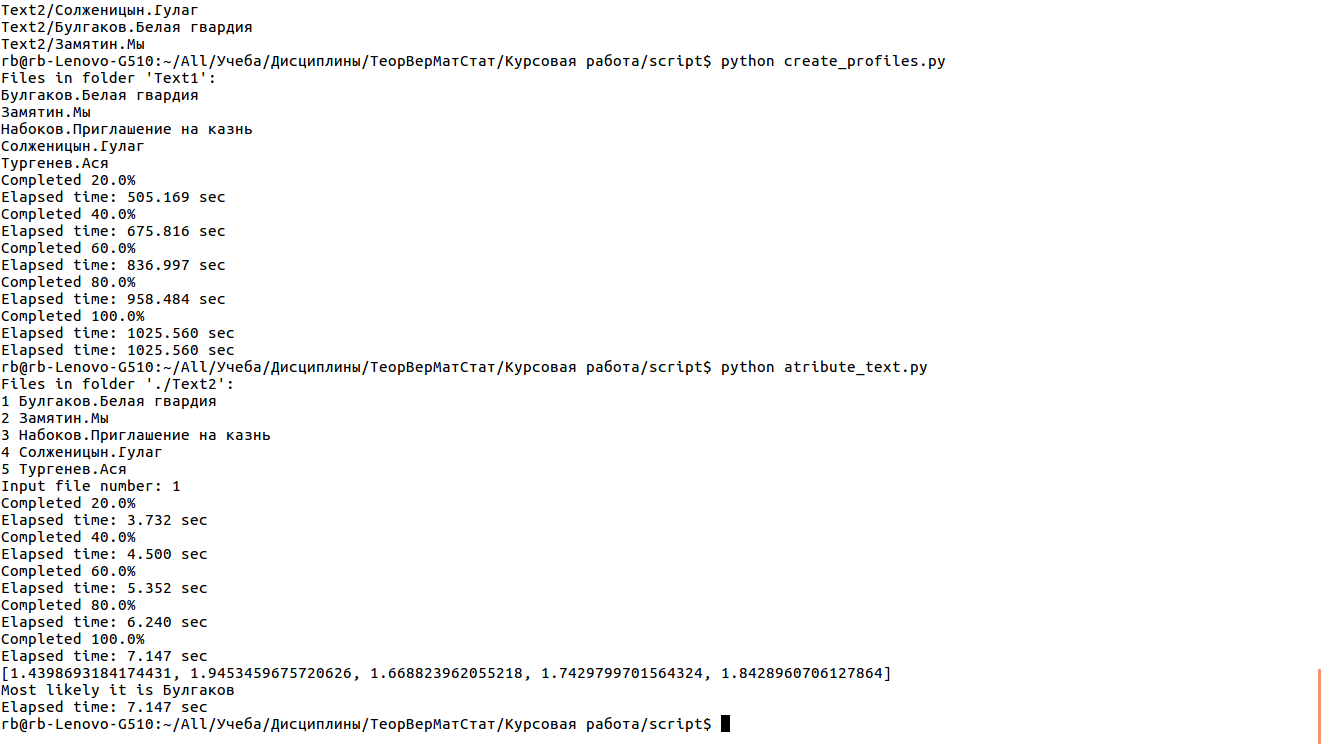 Text2/Солженицын.Гулаг
Text2/Булгаков.Белая гвардия
Text2/Замятин.Мы
rb@rb-Lenovo-G510:~/All/Учеба/Дисциплины/ТеорВерМатСтат/Курсовая работа/script$ python create_profiles.py
Files in folder 'Text1':
Булгаков.Белая гвардия
Замятин.Мы
Набоков.Приглашение на казнь
Солженицын.Гулаг
Тургенев.Ася
Completed 20.0%
Elapsed time: 505.169 sec
Completed 40.0%
Elapsed time: 675.816 sec
Completed 60.0%
Elapsed time: 836.997 sec
Completed 80.0%
Elapsed time: 958.484 sec
Completed 100.0%
Elapsed time: 1025.560 sec
Elapsed time: 1025.560 sec
rb@rb-Lenovo-G510:~/All/Учеба/Дисциплины/ТеорВерМатСтат/Курсовая работа/script$ python atribute_text.py
Files in folder './Text2':
1 Булгаков.Белая гвардия
2 Замятин.Мы
3 Набоков.Приглашение на казнь
4 Солженицын.Гулаг
5 Тургенев.Ася
Input file number: 1
Completed 20.0%
Elapsed time: 3.732 sec
Completed 40.0%
Elapsed time: 4.500 sec
Completed 60.0%
Elapsed time: 5.352 sec
Completed 80.0%
Elapsed time: 6.240 sec
Completed 100.0%
Elapsed time: 7.147 sec
[1.4398693184174431, 1.9453459675720626, 1.668823962055218, 1.7429799701564324, 1.8428960706127864]
Most likely it is Булгаков
Elapsed time: 7.147 sec
rb@rb-Lenovo-G510:~/All/Учеба/Дисциплины/ТеорВерМатСтат/Курсовая работа/script$